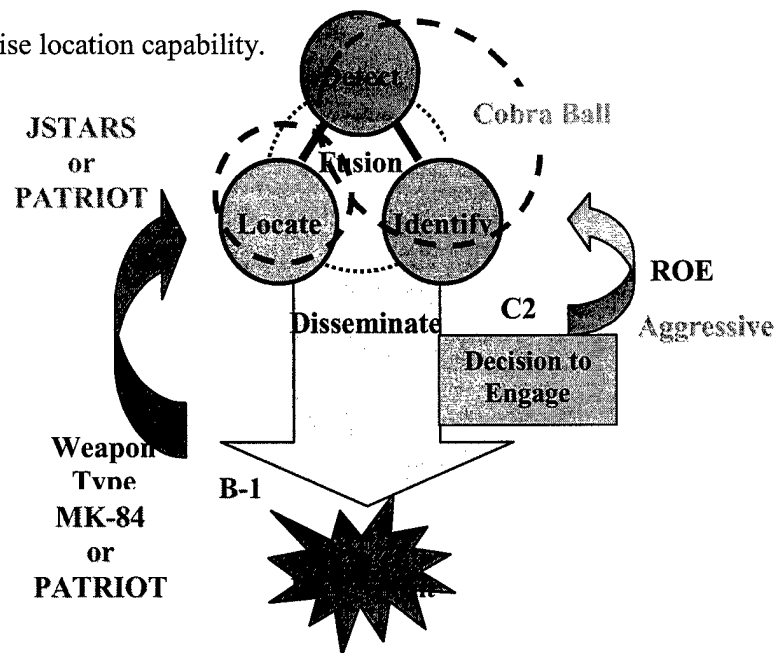 ise location capability.
Detect
Cobra Ball
JSTARS
or
PATRIOT
Fusion
Locate
Identify
ROE
C2
Disseminate
Aggressive
Decision to
Engage
Weapon
Type
B-1
MK-84
or
PATRIOT